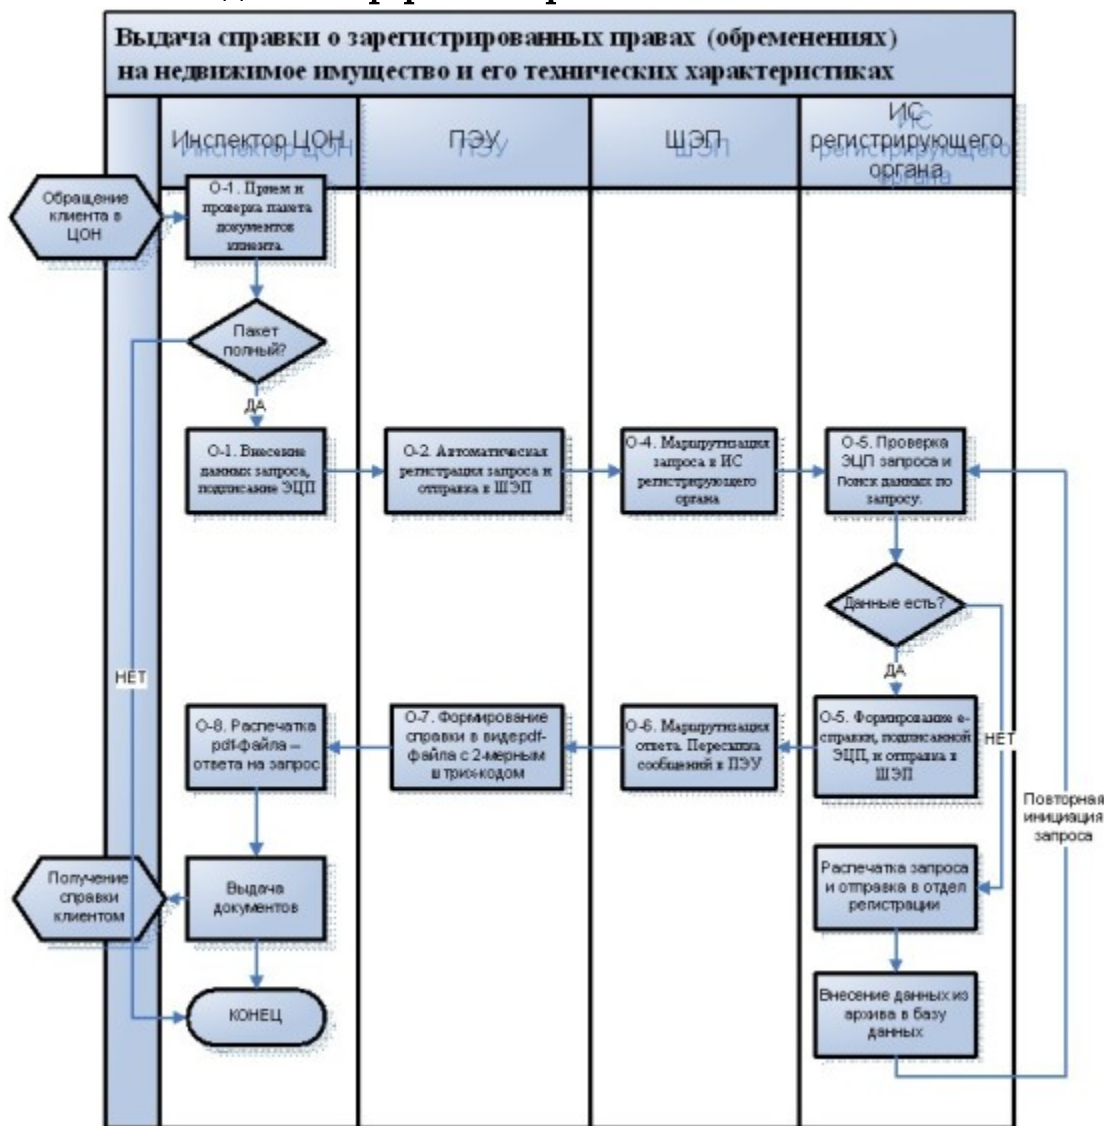 Выдача справки о зарегистрированных правах (обременениях)
на недвижимое имущество и его технических характеристиках
Инспектор ЦОН
ПЭУ
ШЭП
ИС
регистрирующего
органа
Обращение
клиента в
ЦОН
О-1. Прием и
проверка пакета
документов
клиента.
Пакет
полный?
ДА
О-1. Внесение
данных запроса,
подписание ЭЦП
О-2. Автоматическая
регистрация запроса и
отправка в ШЭП
О-4. Маршрутизация
запроса в ИС
регистрирующего
органа
О-5. Проверка
ЭЦП запроса и
Поиск данных по
запросу.
Данные есть?
ДА
НЕТ
НЕТ
О-8. Распечатка
pdf-файла –
ответа на запрос
О-7. Формирование
справки в видеpdf-
файла с 2-мерным
штрих-кодом
О-6. Маршрутизация
ответа. Пересылка
сообщений в ПЭУ
О-5. Формирование е-
справки, подписанной
ЭЦП, и отправка в
ШЭП
Повторная
инициация
запроса
Получение
справки
клиентом
Выдача
документов
Распечатка запроса
и отправка в отдел
регистрации
КОНЕЦ
Внесение данных из
архива в базу
данных